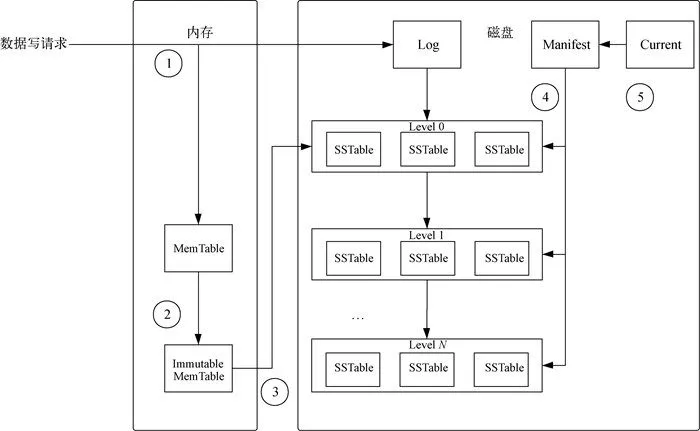 数据写请求
内存
磁盘
1
Log
Manifest
Current
4
5
Level 0
SSTable SSTable SSTable
MemTable
Level 1
SSTable SSTable SSTable
2
...
Immutable
MemTable
3
Level N
SSTable SSTable SSTable